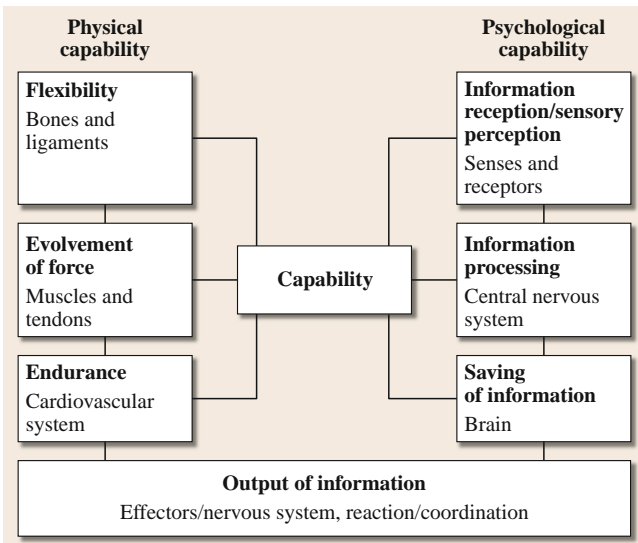 Physical
capability
Psychological
capability
Flexibility
Bones and
ligaments
Evolvement
of force
Muscles and
tendons
Endurance
Cardiovascular
system
Capability
Information
reception/sensory
perception
Senses and
receptors
Information
processing
Central nervous
system
Saving
of information
Brain
Output of information
Effectors/nervous system, reaction/coordination